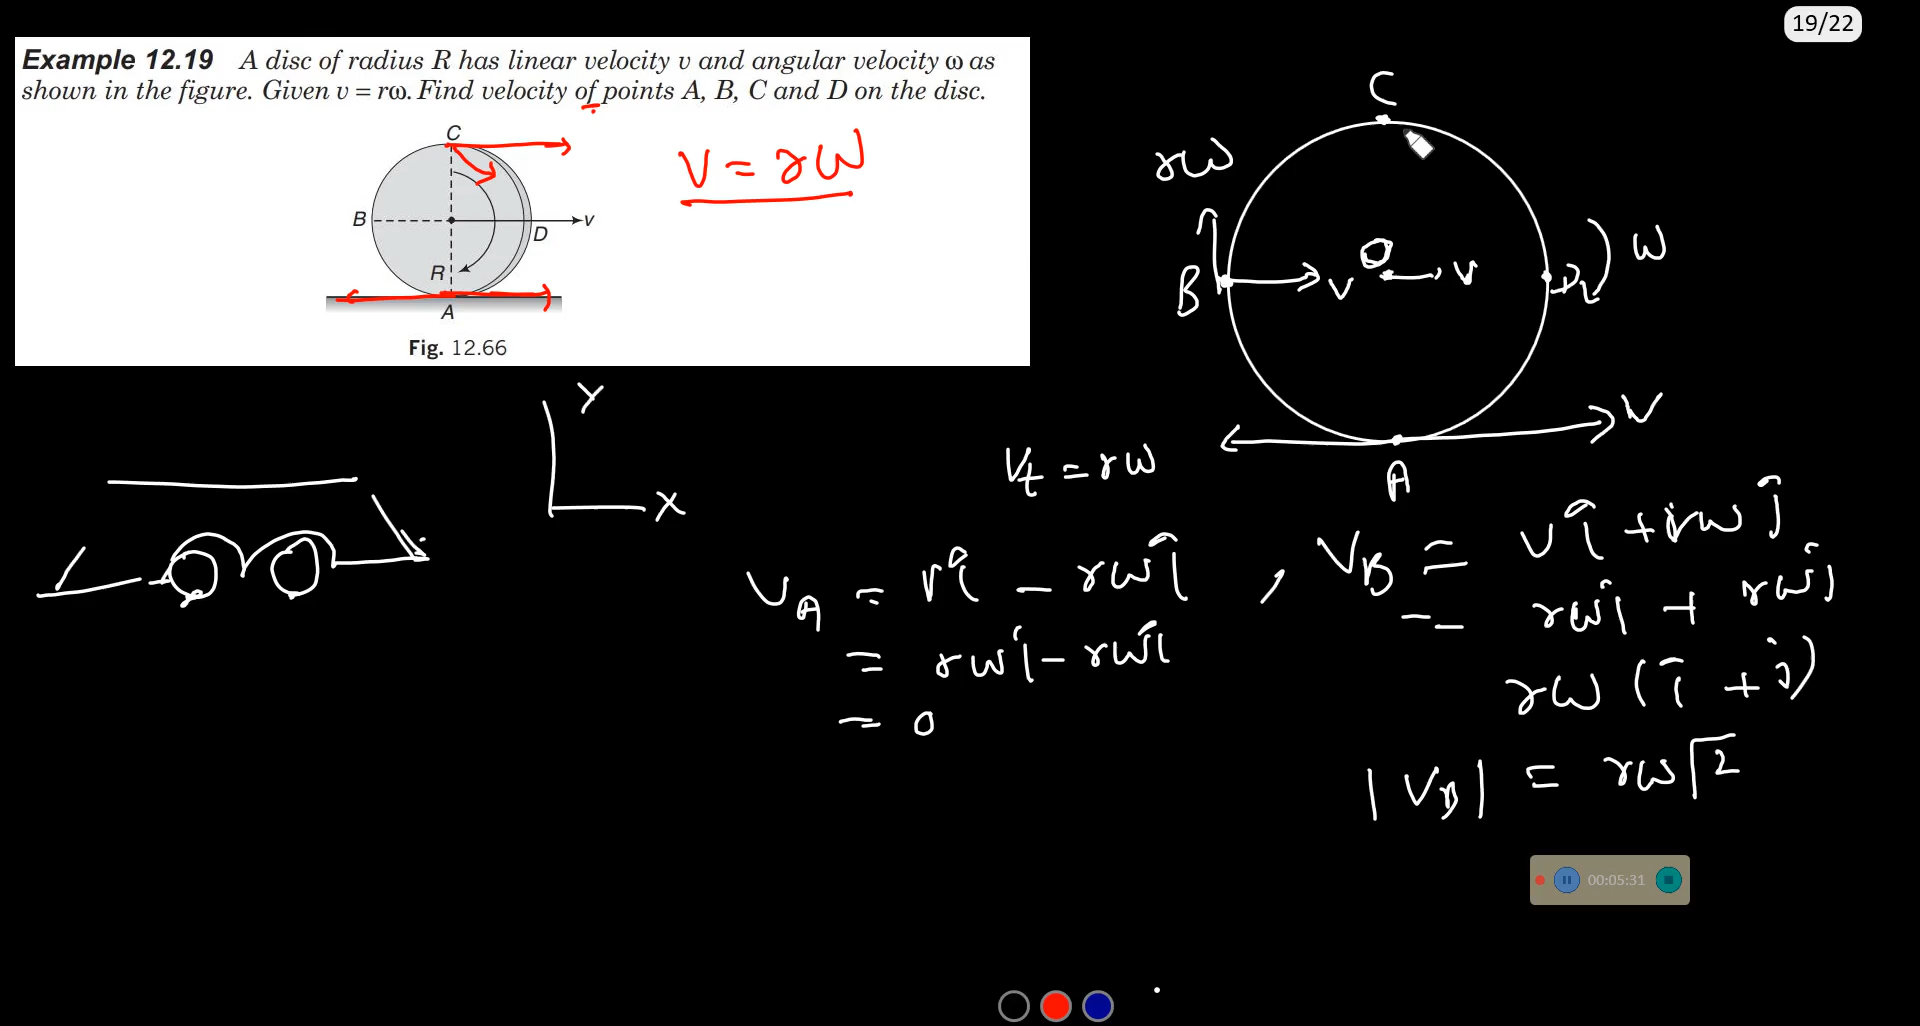 19/22
Example 12.19 A disc of radius R has linear velocity v and angular velocity ω as
shown in the figure. Given v = rω. Find velocity of points A, B, C and D on the disc.
C
B
v
D
R
A
Fig. 12.66
V = rω
C
rω
O
B
V
V
D
ω
V
A
Y
X
Vt = rω
VA = Vî - rωî , VB = Vî + rωĵ
= rωî - rωî
= rωî + rωĵ
= 0
rω (î + ĵ)
|VB| = rω√2
00:05:31